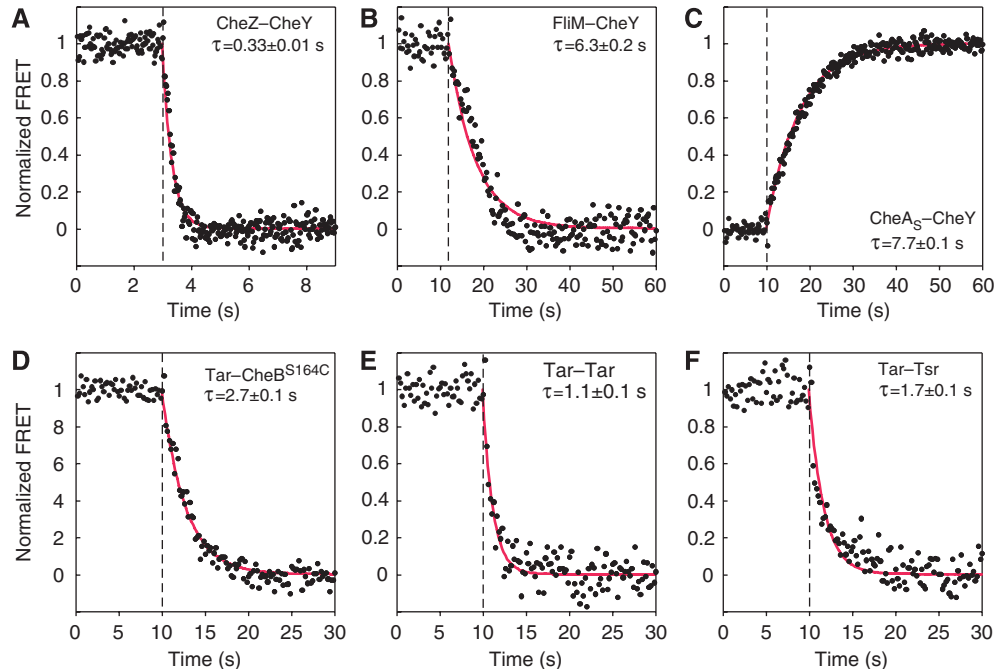 A
CheZ–CheY
τ=0.33±0.01 s
Normalized FRET
1
0.8
0.6
0.4
0.2
0
0 2 4 6 8
Time (s)
B
FliM–CheY
τ=6.3±0.2 s
1
0.8
0.6
0.4
0.2
0
0 10 20 30 40 50 60
Time (s)
C
CheA_S–CheY
τ=7.7±0.1 s
1
0.8
0.6
0.4
0.2
0
0 10 20 30 40 50 60
Time (s)
D
Tar–CheB^S164C
τ=2.7±0.1 s
Normalized FRET
1
8
6
4
2
0
0 5 10 15 20 25 30
Time (s)
E
Tar–Tar
τ=1.1±0.1 s
1
0.8
0.6
0.4
0.2
0
0 5 10 15 20 25 30
Time (s)
F
Tar–Tsr
τ=1.7±0.1 s
1
0.8
0.6
0.4
0.2
0
0 5 10 15 20 25 30
Time (s)